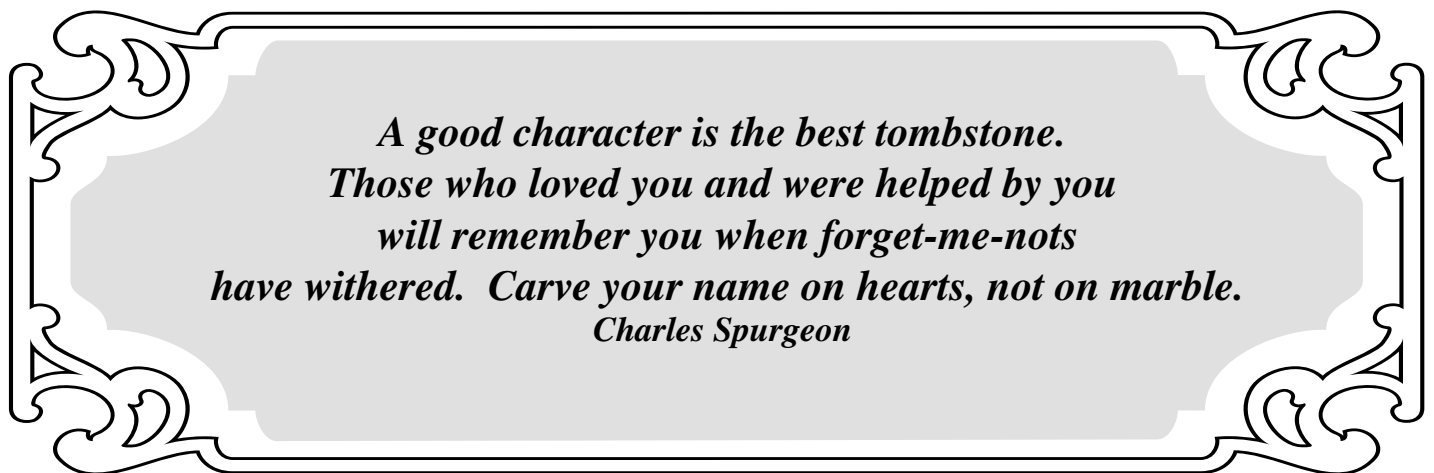 A good character is the best tombstone.
Those who loved you and were helped by you
will remember you when forget-me-nots
have withered.  Carve your name on hearts, not on marble.
Charles Spurgeon